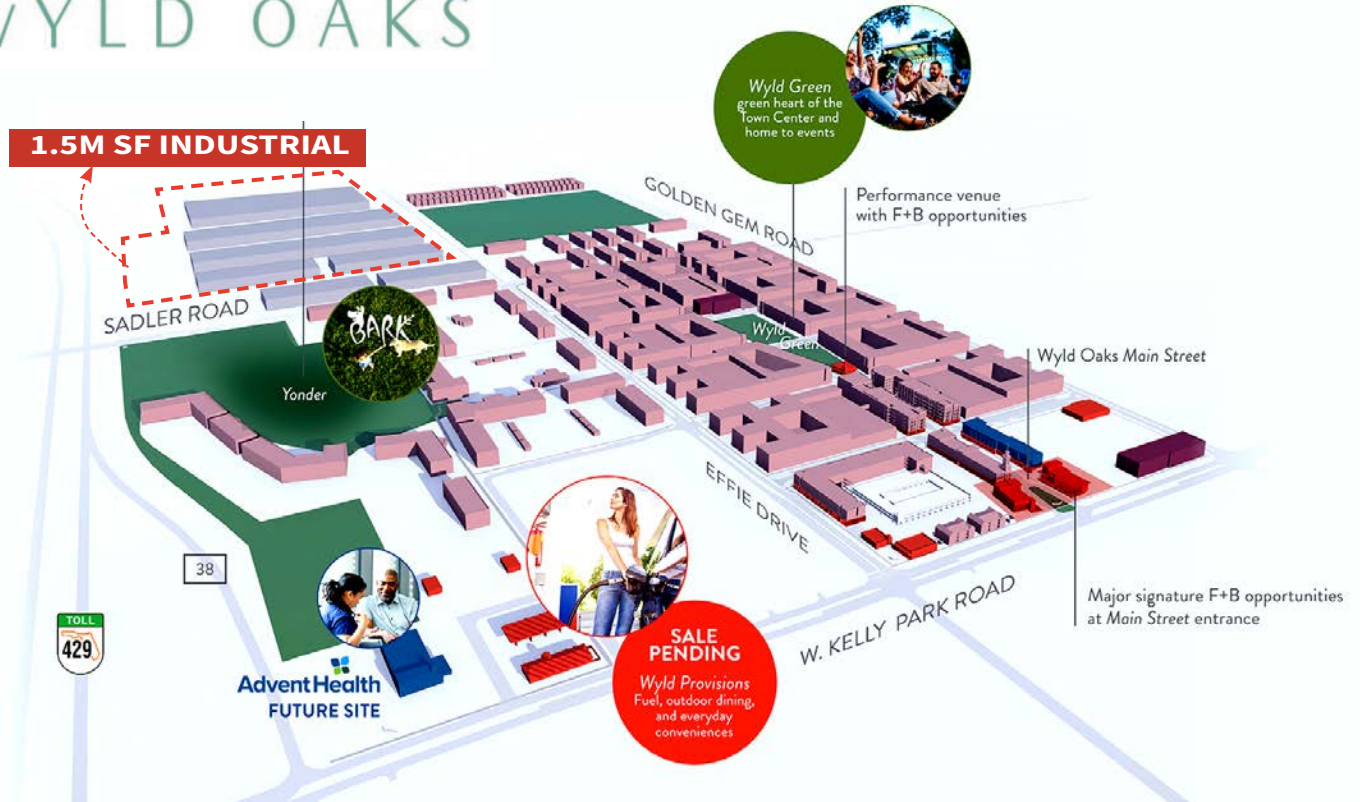 WYLD OAKS
1.5M SF INDUSTRIAL
Wyld Green
green heart of the
Town Center and
home to events
GOLDEN GEM ROAD
Performance venue
with F+B opportunities
SADLER ROAD
BARK
Yonder
Wyld
Green
Wyld Oaks Main Street
EFFIE DRIVE
38
TOLL
429
AdventHealth
FUTURE SITE
SALE
PENDING
Wyld Provisions
Fuel, outdoor dining,
and everyday
conveniences
W. KELLY PARK ROAD
Major signature F+B opportunities
at Main Street entrance